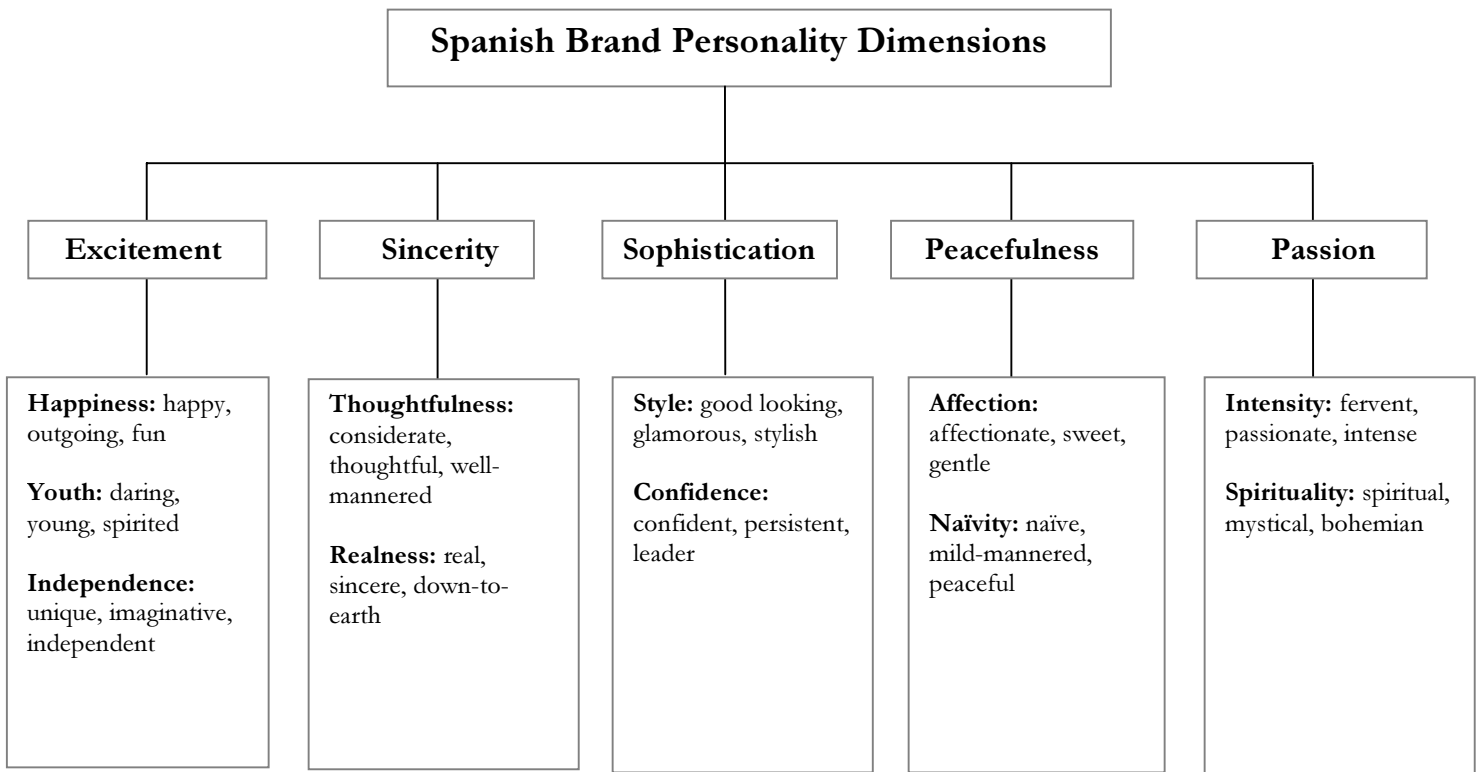 Spanish Brand Personality Dimensions
Excitement
Sincerity
Sophistication
Peacefulness
Passion
Happiness: happy,
outgoing, fun
Youth: daring,
young, spirited
Independence:
unique, imaginative,
independent
Thoughtfulness:
considerate,
thoughtful, well-
mannered
Realness: real,
sincere, down-to-
earth
Style: good looking,
glamorous, stylish
Confidence:
confident, persistent,
leader
Affection:
affectionate, sweet,
gentle
Naïvity: naïve,
mild-mannered,
peaceful
Intensity: fervent,
passionate, intense
Spirituality: spiritual,
mystical, bohemian